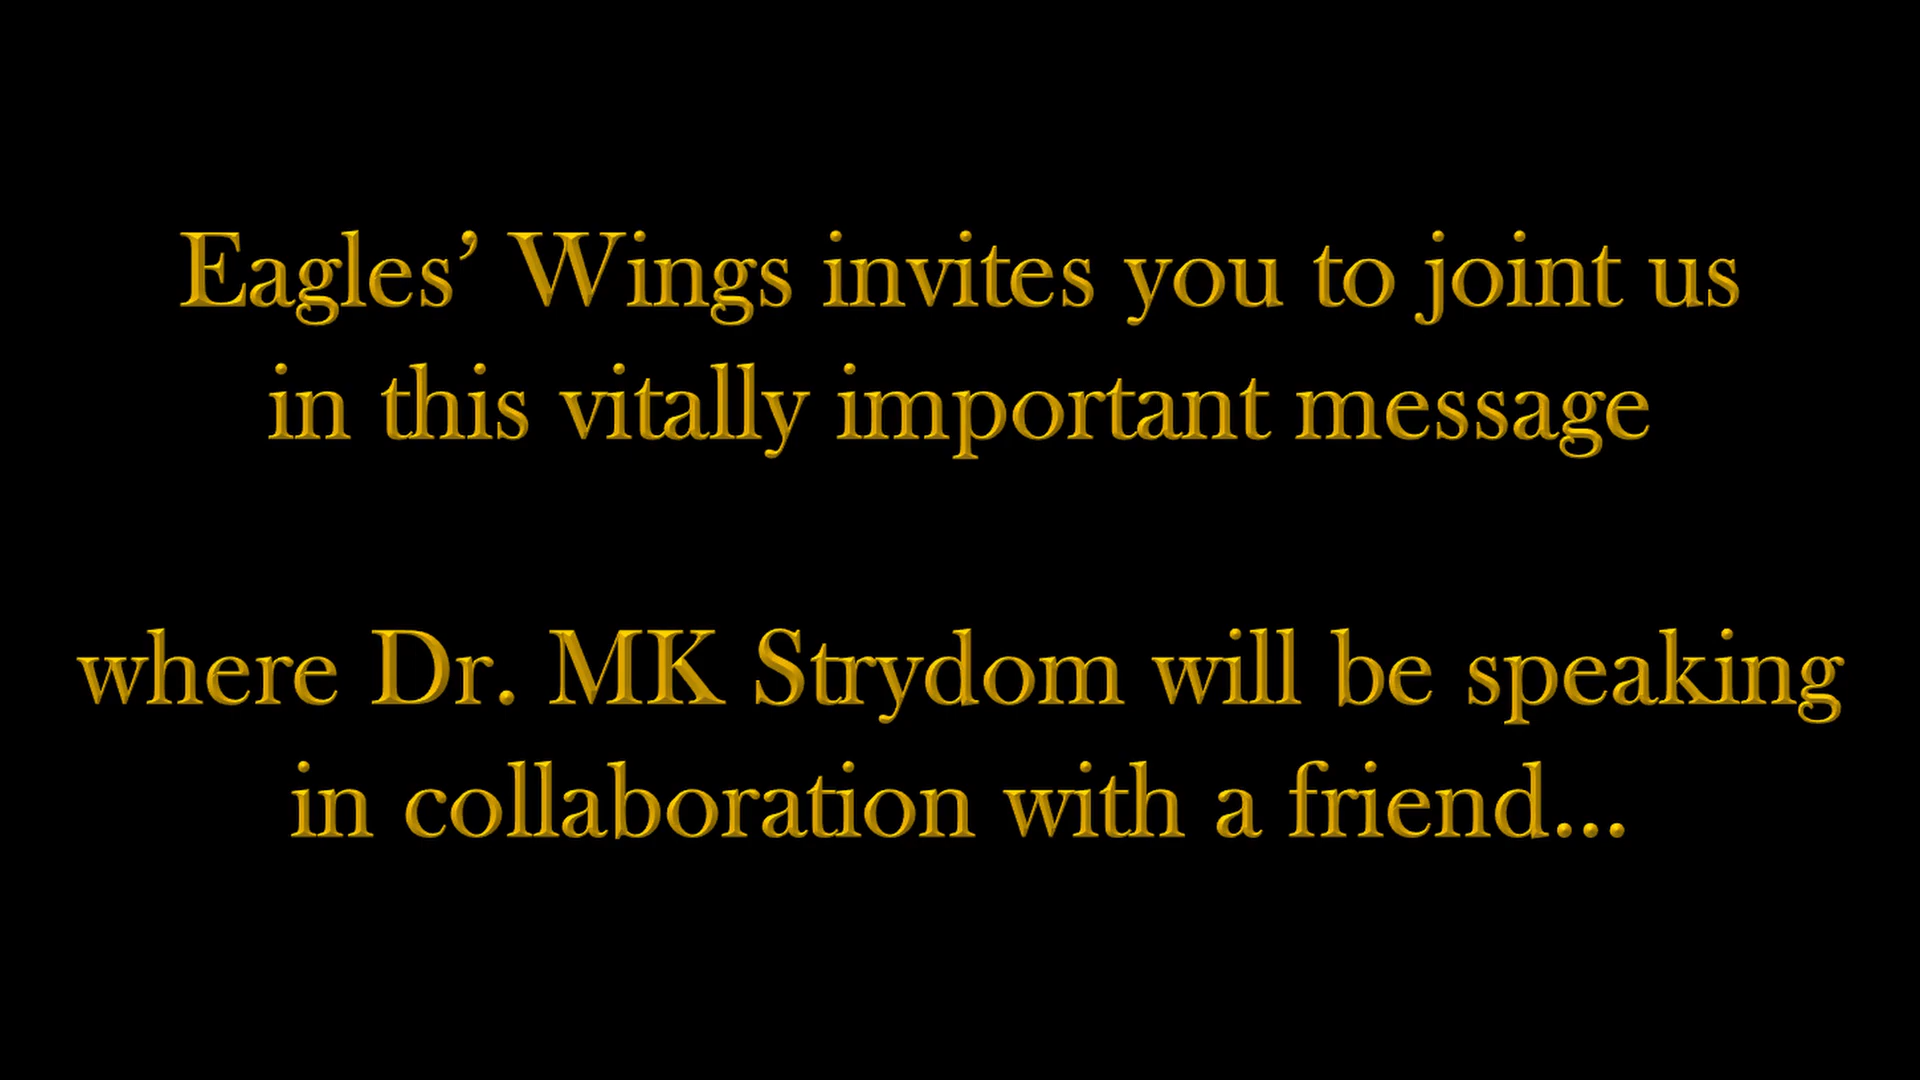 Eagles’ Wings invites you to joint us
in this vitally important message
where Dr. MK Strydom will be speaking
in collaboration with a friend...